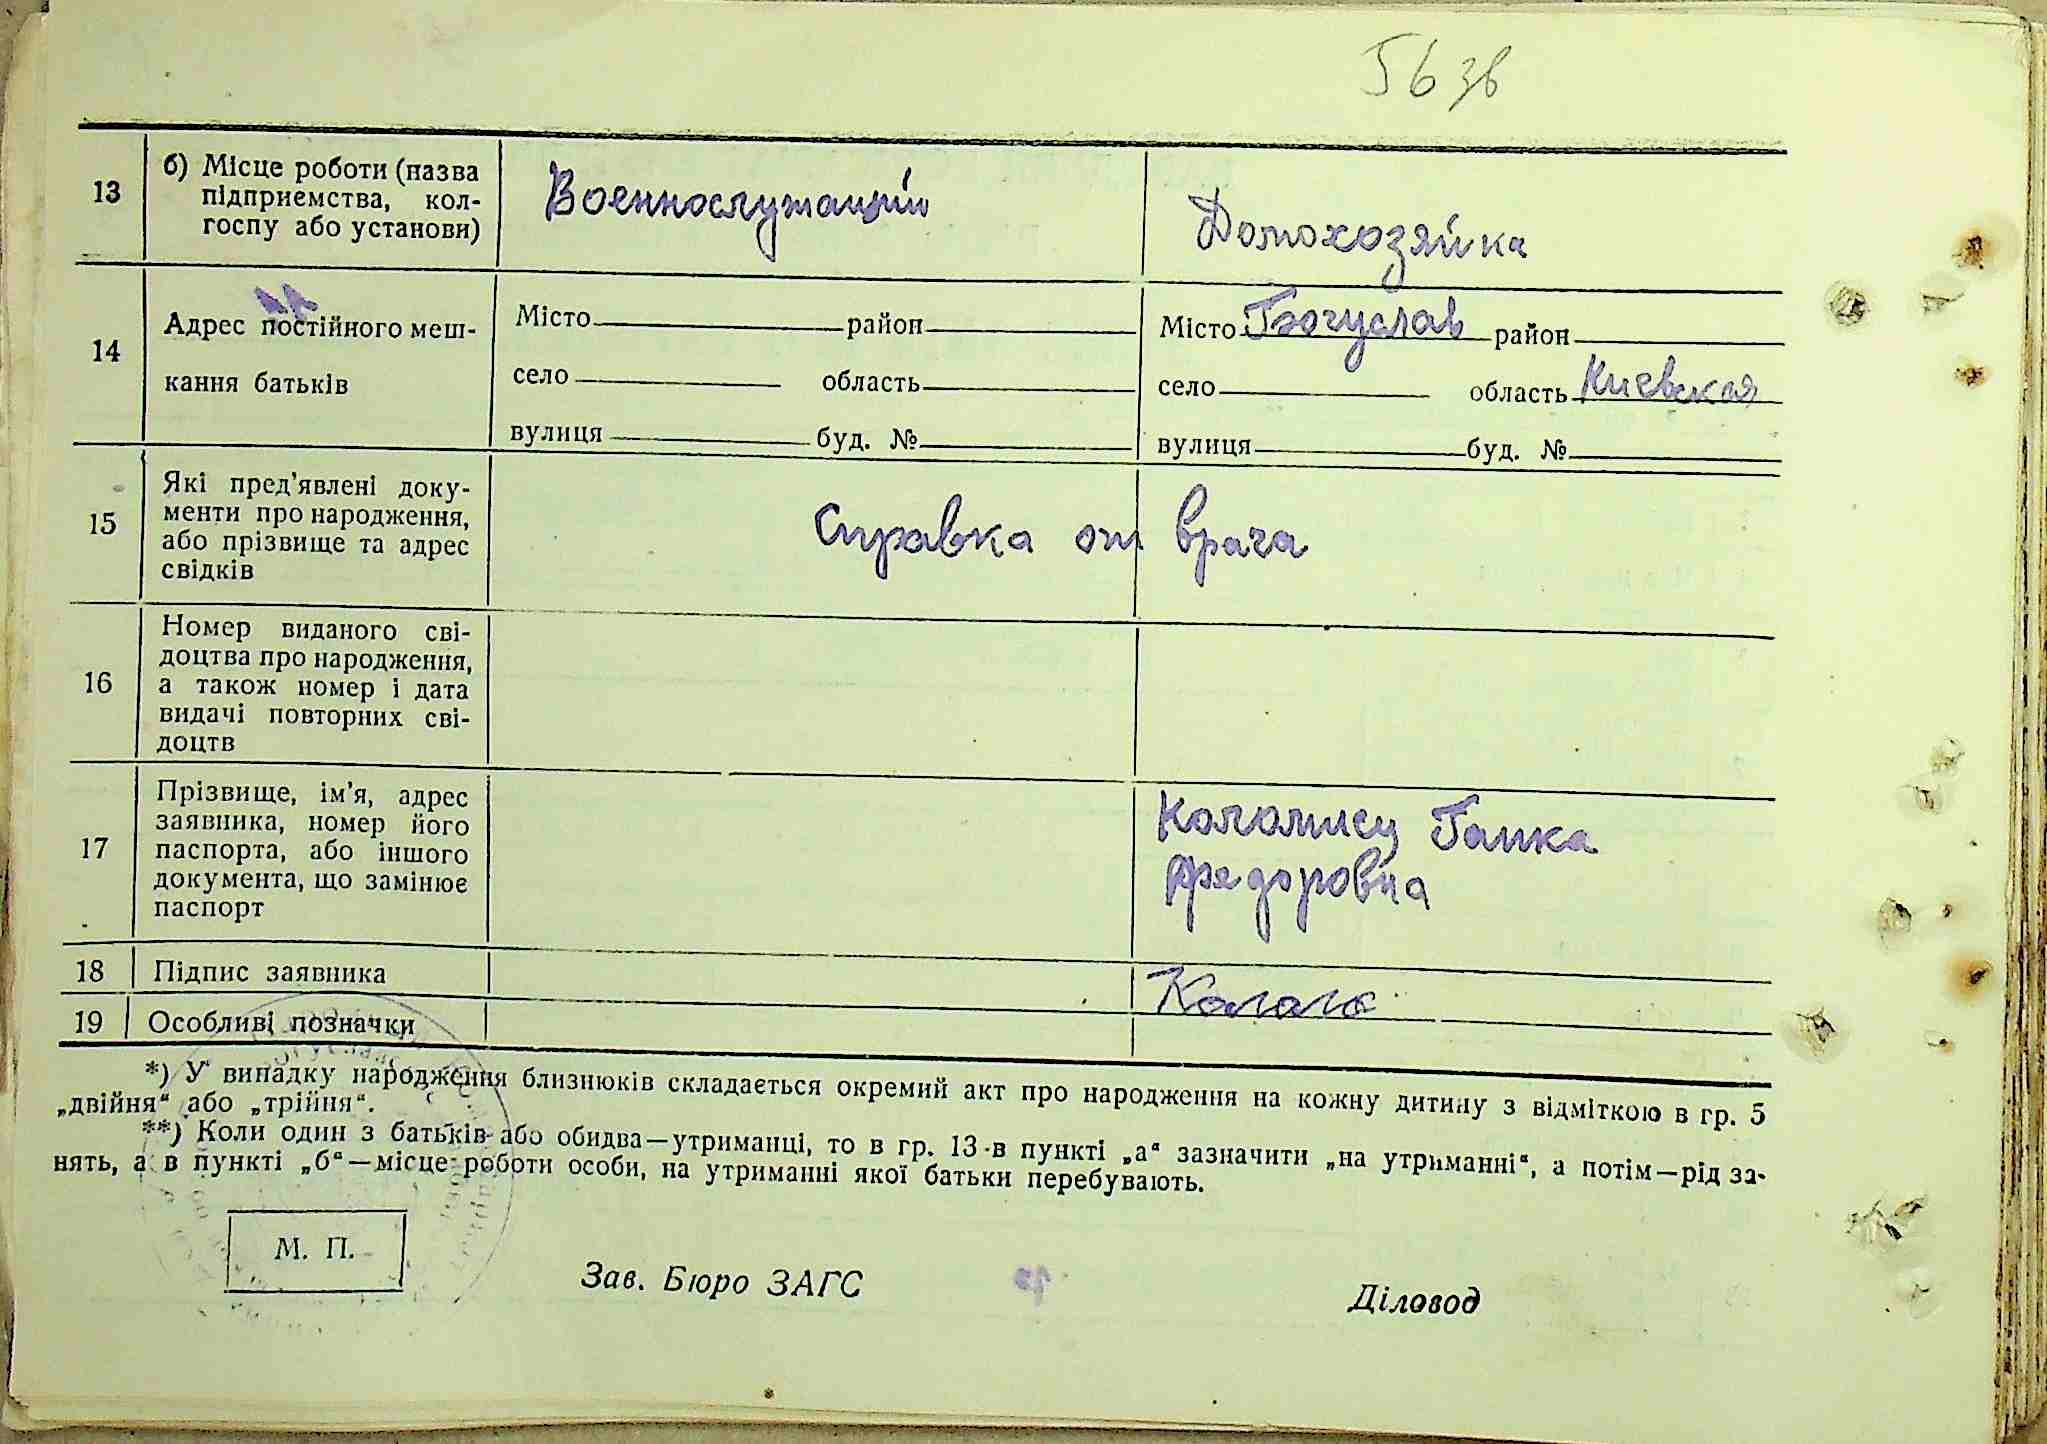 56 зв
13
б) Місце роботи (назва
підприємства, кол-
госпу або установи)
Военнослужащий
Домохозяйка
14
Адрес постійного меш-
кання батьків
Місто район
село область
вулиця буд. №
Місто Богуслав район
село область Киевская
вулиця буд. №
15
Які пред'явлені доку-
менти про народження,
або прізвище та адрес
свідків
Справка от врача
16
Номер виданого сві-
доцтва про народження,
а також номер і дата
видачі повторних сві-
доцтв
17
Прізвище, ім'я, адрес
заявника, номер його
паспорта, або іншого
документа, що замінює
паспорт
Коломиец Ганка
Федоровна
18
Підпис заявника
19
Особливі позначки
*) У випадку народження близнюків складається окремий акт про народження на кожну дитину з відміткою в гр. 5
„двійня“ або „трійня“.
**) Коли один з батьків або обидва—утриманці, то в гр. 13 в пункті „а“ зазначити „на утриманні“, а потім—рід за-
нять, а в пункті „б“—місце роботи особи, на утриманні якої батьки перебувають.
М. П.
Зав. Бюро ЗАГС
Діловод